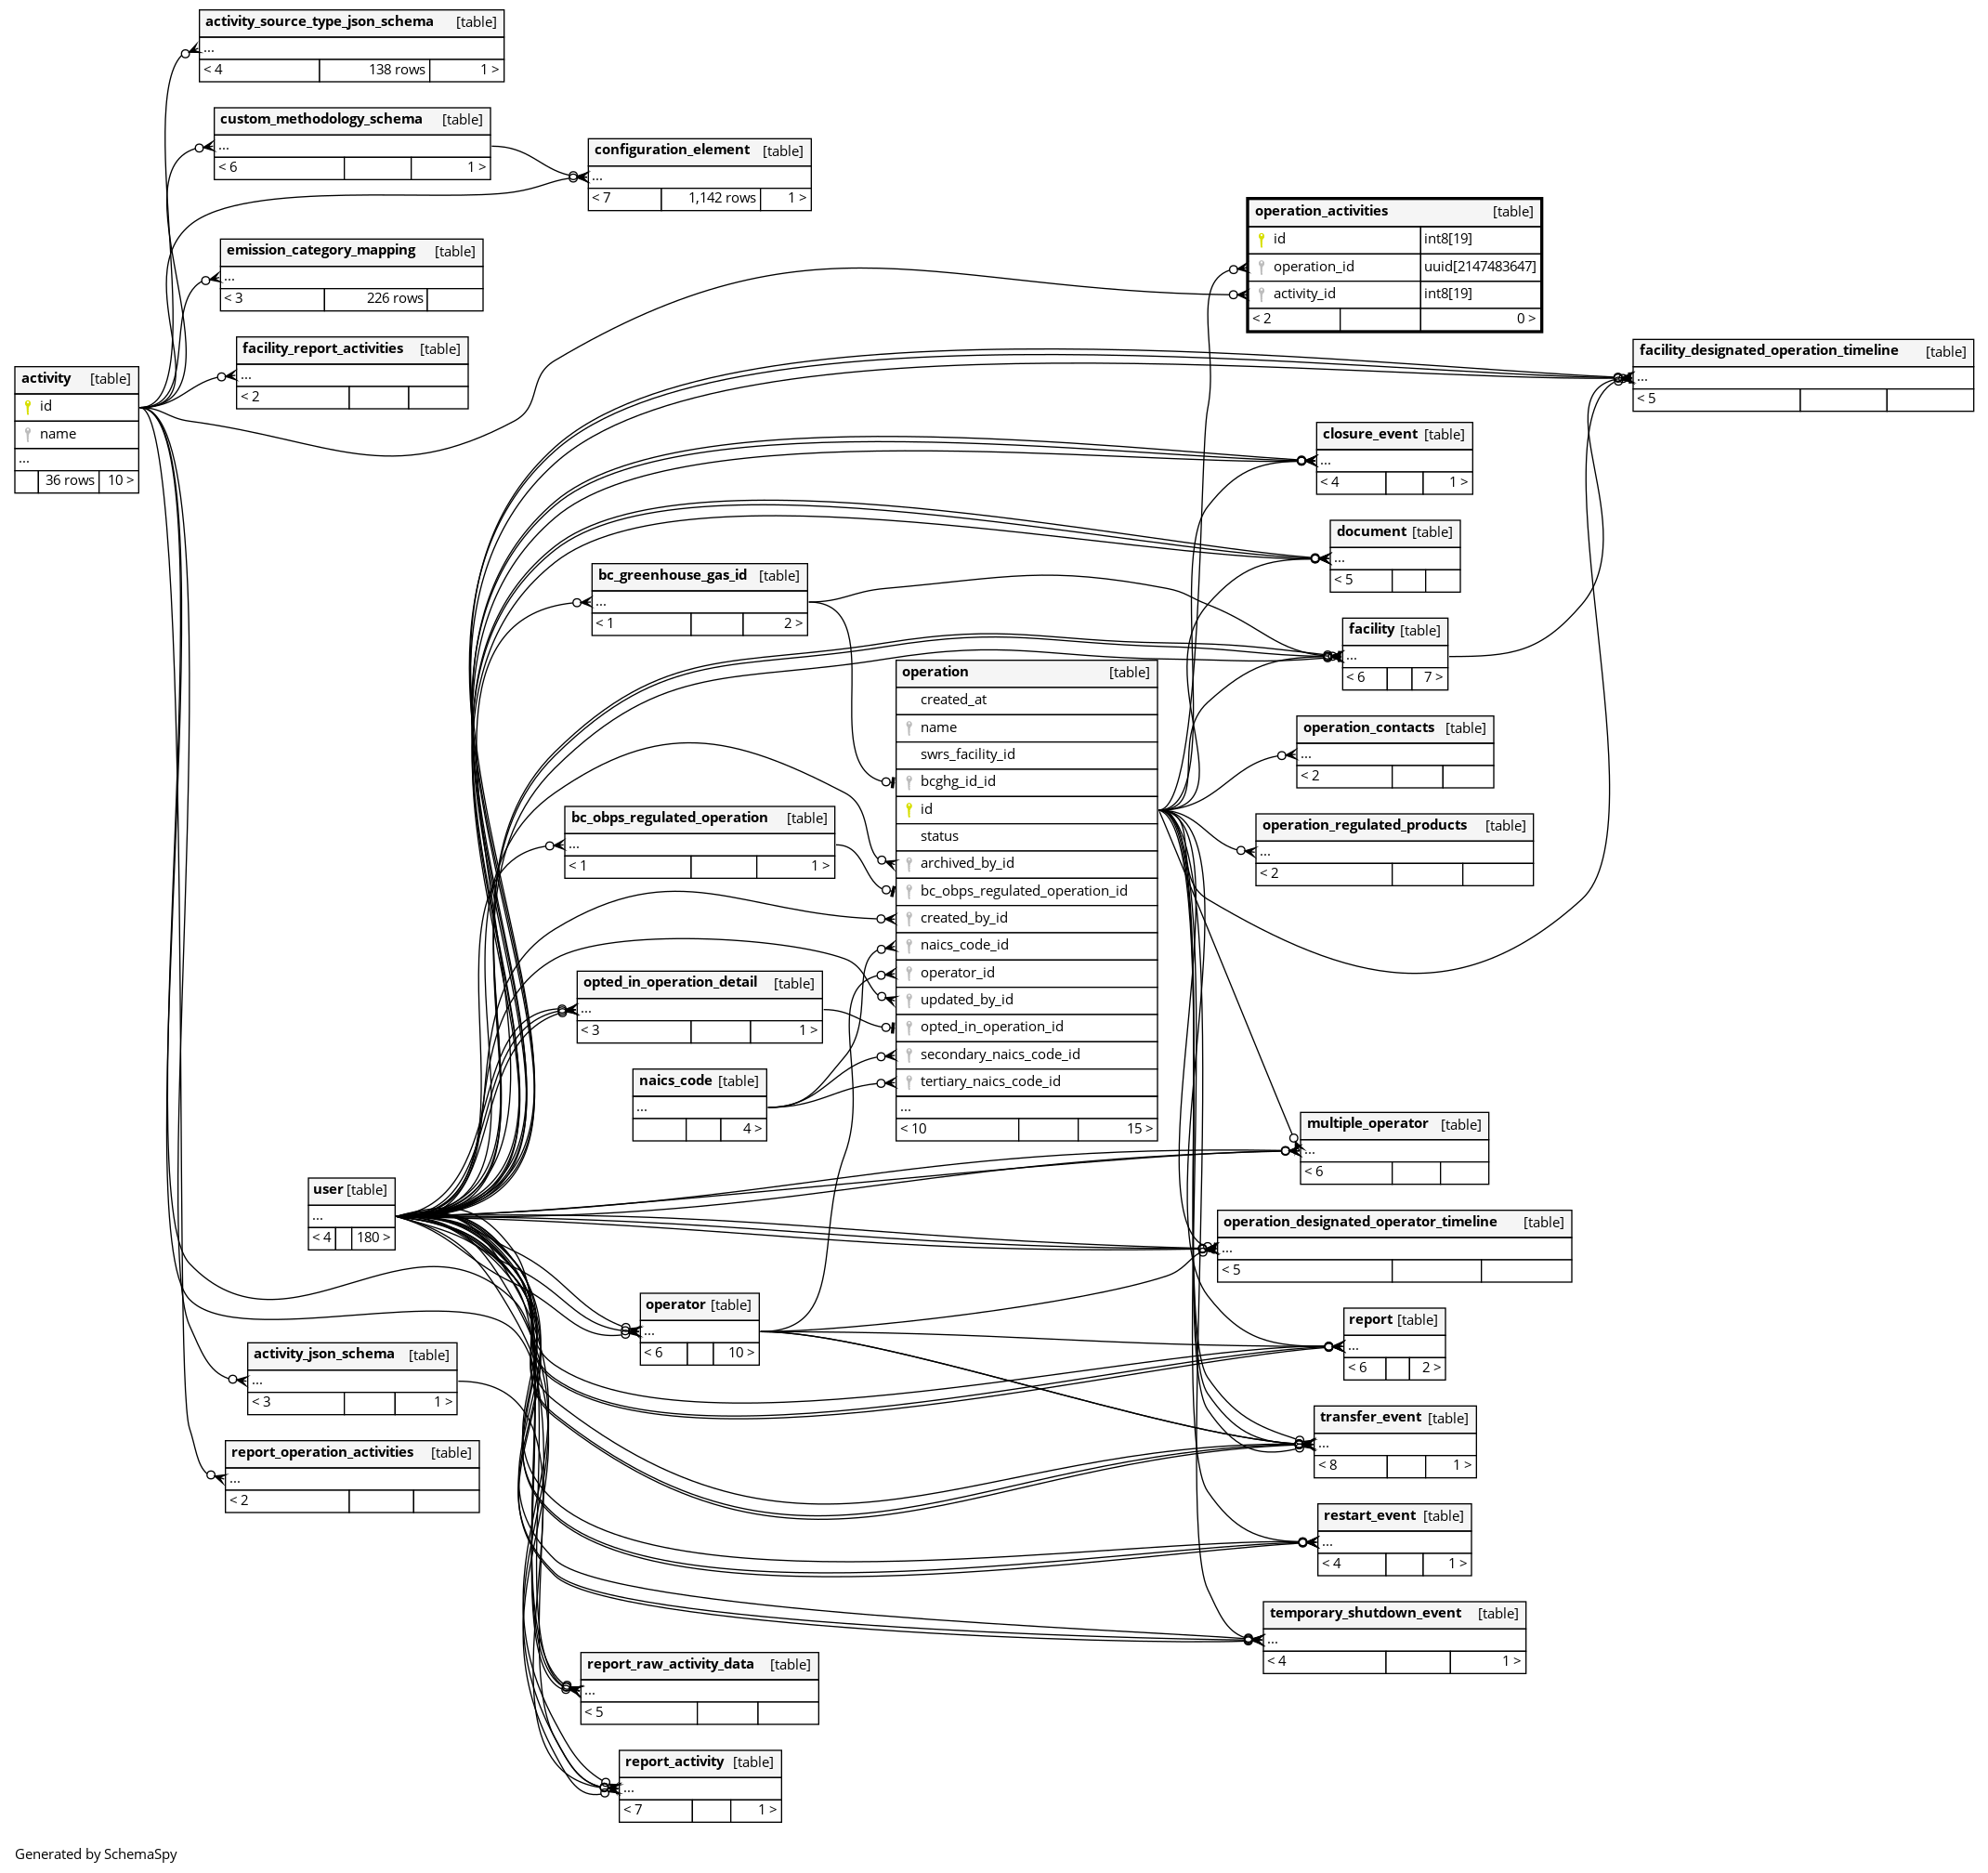 activity_source_type_json_schema [table]
...
< 4 138 rows 1 >
custom_methodology_schema [table]
...
< 6 1 >
configuration_element [table]
...
< 7 1,142 rows 1 >
operation_activities [table]
id int8[19]
operation_id uuid[2147483647]
activity_id int8[19]
< 2 0 >
emission_category_mapping [table]
...
< 3 226 rows
facility_report_activities [table]
...
< 2
activity [table]
id
name
...
36 rows 10 >
facility_designated_operation_timeline [table]
...
< 5
closure_event [table]
...
< 4 1 >
document [table]
...
< 5
bc_greenhouse_gas_id [table]
...
< 1 2 >
facility [table]
...
< 6 7 >
operation [table]
created_at
name
swrs_facility_id
bcghg_id_id
id
status
archived_by_id
bc_obps_regulated_operation_id
created_by_id
naics_code_id
operator_id
updated_by_id
opted_in_operation_id
secondary_naics_code_id
tertiary_naics_code_id
...
< 10 15 >
operation_contacts [table]
...
< 2
bc_obps_regulated_operation [table]
...
< 1 1 >
operation_regulated_products [table]
...
< 2
opted_in_operation_detail [table]
...
< 3 1 >
naics_code [table]
...
4 >
multiple_operator [table]
...
< 6
user [table]
...
< 4 180 >
operation_designated_operator_timeline [table]
...
< 5
operator [table]
...
< 6 10 >
report [table]
...
< 6 2 >
activity_json_schema [table]
...
< 3 1 >
transfer_event [table]
...
< 8 1 >
report_operation_activities [table]
...
< 2
restart_event [table]
...
< 4 1 >
temporary_shutdown_event [table]
...
< 4 1 >
report_raw_activity_data [table]
...
< 5
report_activity [table]
...
< 7 1 >
Generated by SchemaSpy